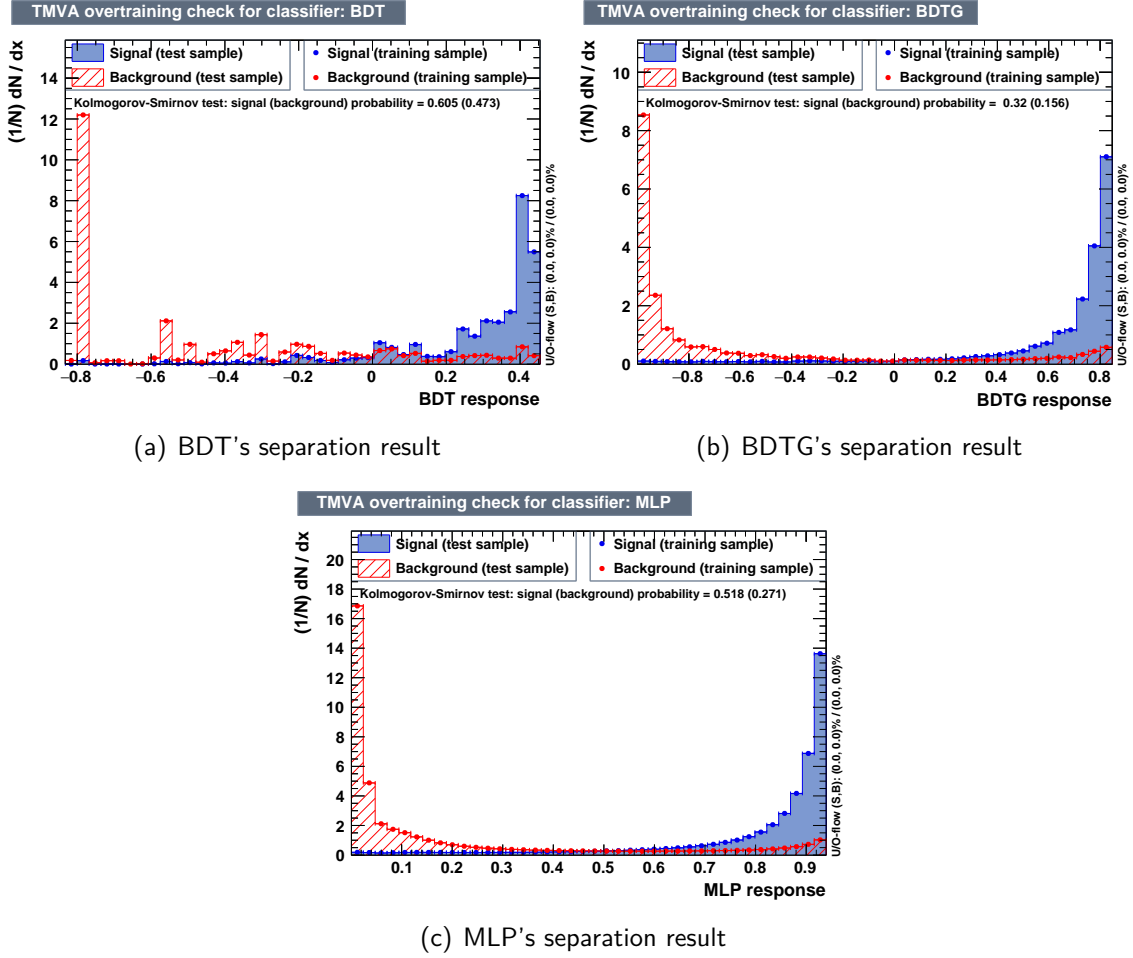 TMVA overtraining check for classifier: BDT
Signal (test sample)
Background (test sample)
Signal (training sample)
Background (training sample)
Kolmogorov-Smirnov test: signal (background) probability = 0.605 (0.473)
(1/N) dN / dx
14
12
10
8
6
4
2
0
−0.8 −0.6 −0.4 −0.2 0 0.2 0.4
BDT response
U/O-flow (S,B): (0.0, 0.0)% / (0.0, 0.0)%
(a) BDT's separation result
TMVA overtraining check for classifier: BDTG
Signal (test sample)
Background (test sample)
Signal (training sample)
Background (training sample)
Kolmogorov-Smirnov test: signal (background) probability = 0.32 (0.156)
(1/N) dN / dx
10
8
6
4
2
0
−0.8 −0.6 −0.4 −0.2 0 0.2 0.4 0.6 0.8
BDTG response
U/O-flow (S,B): (0.0, 0.0)% / (0.0, 0.0)%
(b) BDTG's separation result
TMVA overtraining check for classifier: MLP
Signal (test sample)
Background (test sample)
Signal (training sample)
Background (training sample)
Kolmogorov-Smirnov test: signal (background) probability = 0.518 (0.271)
(1/N) dN / dx
20
18
16
14
12
10
8
6
4
2
0
0.1 0.2 0.3 0.4 0.5 0.6 0.7 0.8 0.9
MLP response
U/O-flow (S,B): (0.0, 0.0)% / (0.0, 0.0)%
(c) MLP's separation result